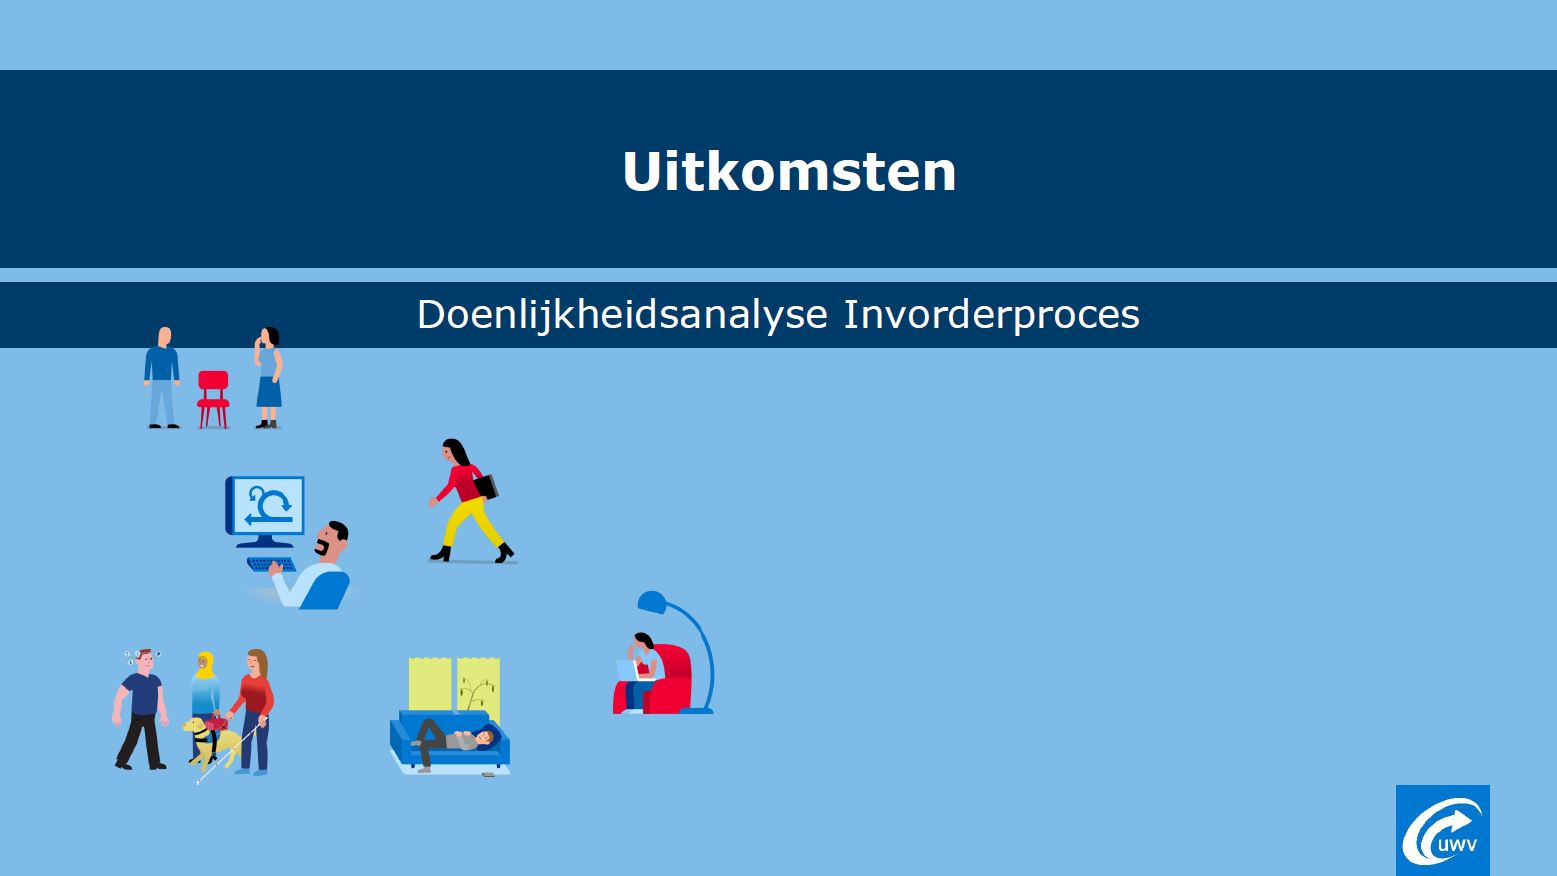 Uitkomsten
Doenlijkheidsanalyse Invorderproces
UWV